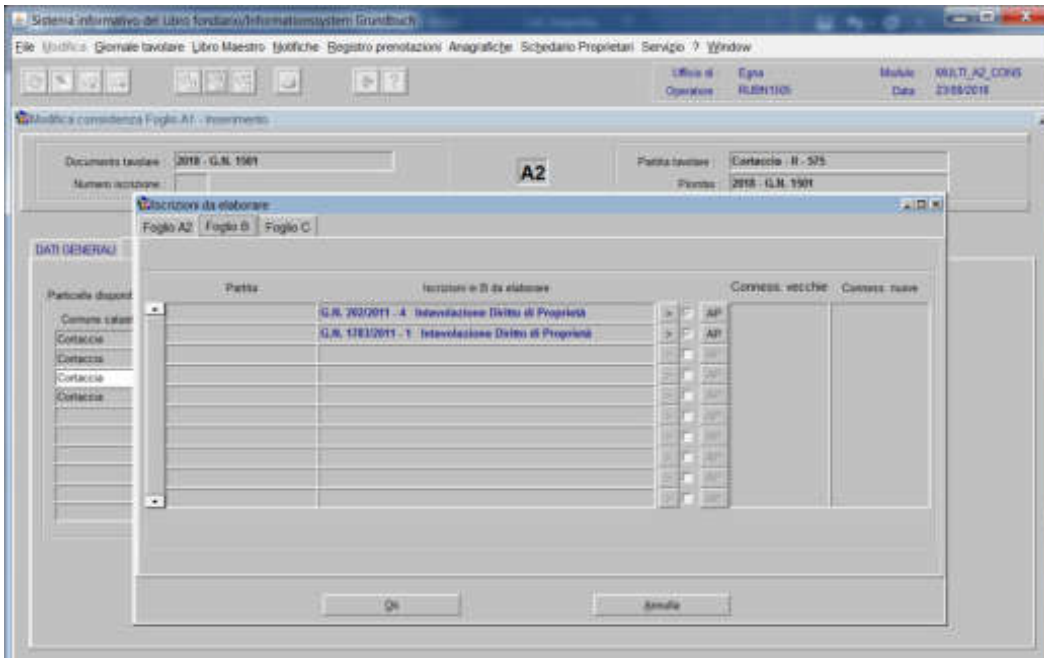 Sistema informativo del Libro fondiario/Informationssystem Grundbuch
File Modifica Giornale tavolare Libro Maestro Notifiche Registro prenotazioni Anagrafiche Schedario Proprietari Servizio ? Window
Ufficio di Egna Modulo MULTI_A2_CONS
Operatore Data 23/08/2018
Modifica consistenza Foglio A1 - Inserimento
Documento tavolare 2018 - G.N. 1501 A2 Partita tavolare Cortaccia - II - 575
Numero iscrizione Piombo 2018 - G.N. 1501
Iscrizioni da elaborare
Foglio A2 Foglio B Foglio C
DATI GENERALI
Partita Iscrizioni in B da elaborare Conness. vecchie Conness. nuove
Particelle disponi
G.N. 202/2011 - 4 Intavolazione Diritto di Proprietà > AP
Comune catast
G.N. 1783/2011 - 1 Intavolazione Diritto di Proprietà > AP
Cortaccia
Cortaccia
Cortaccia
Cortaccia
Ok Annulla